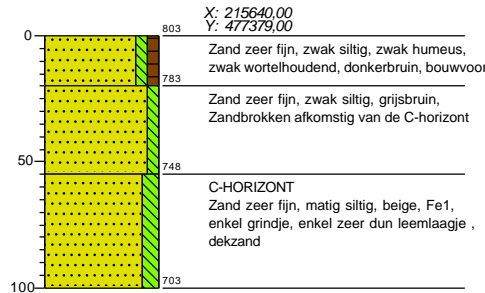 X: 215640,00
Y: 477379,00
0
803
Zand zeer fijn, zwak siltig, zwak humeus,
zwak wortelhoudend, donkerbruin, bouwvoor
783
Zand zeer fijn, zwak siltig, grijsbruin,
Zandbrokken afkomstig van de C-horizont
50
748
C-HORIZONT
Zand zeer fijn, matig siltig, beige, Fe1,
enkel grindje, enkel zeer dun leemlaagje ,
dekzand
100
703